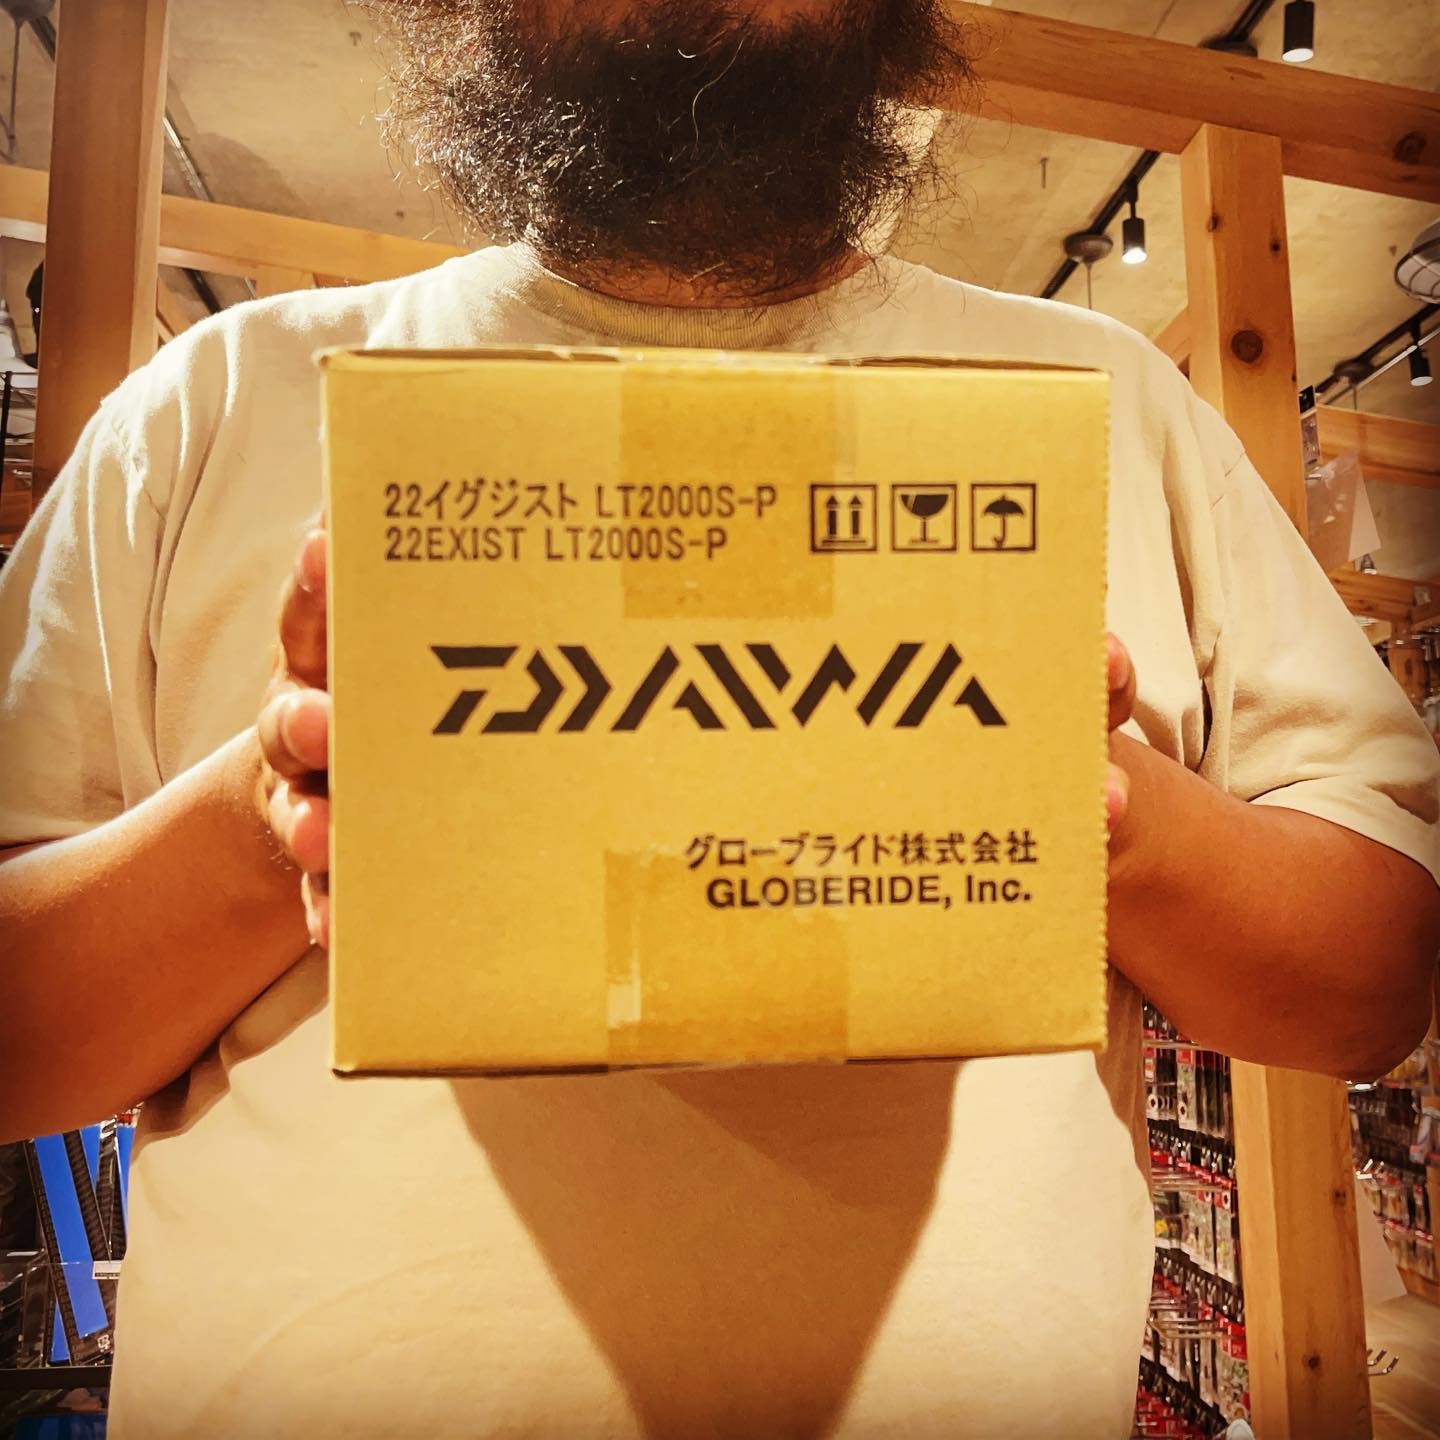 22イグジスト LT2000S-P
22EXIST LT2000S-P
DAIWA
グローブライド株式会社
GLOBERIDE, Inc.